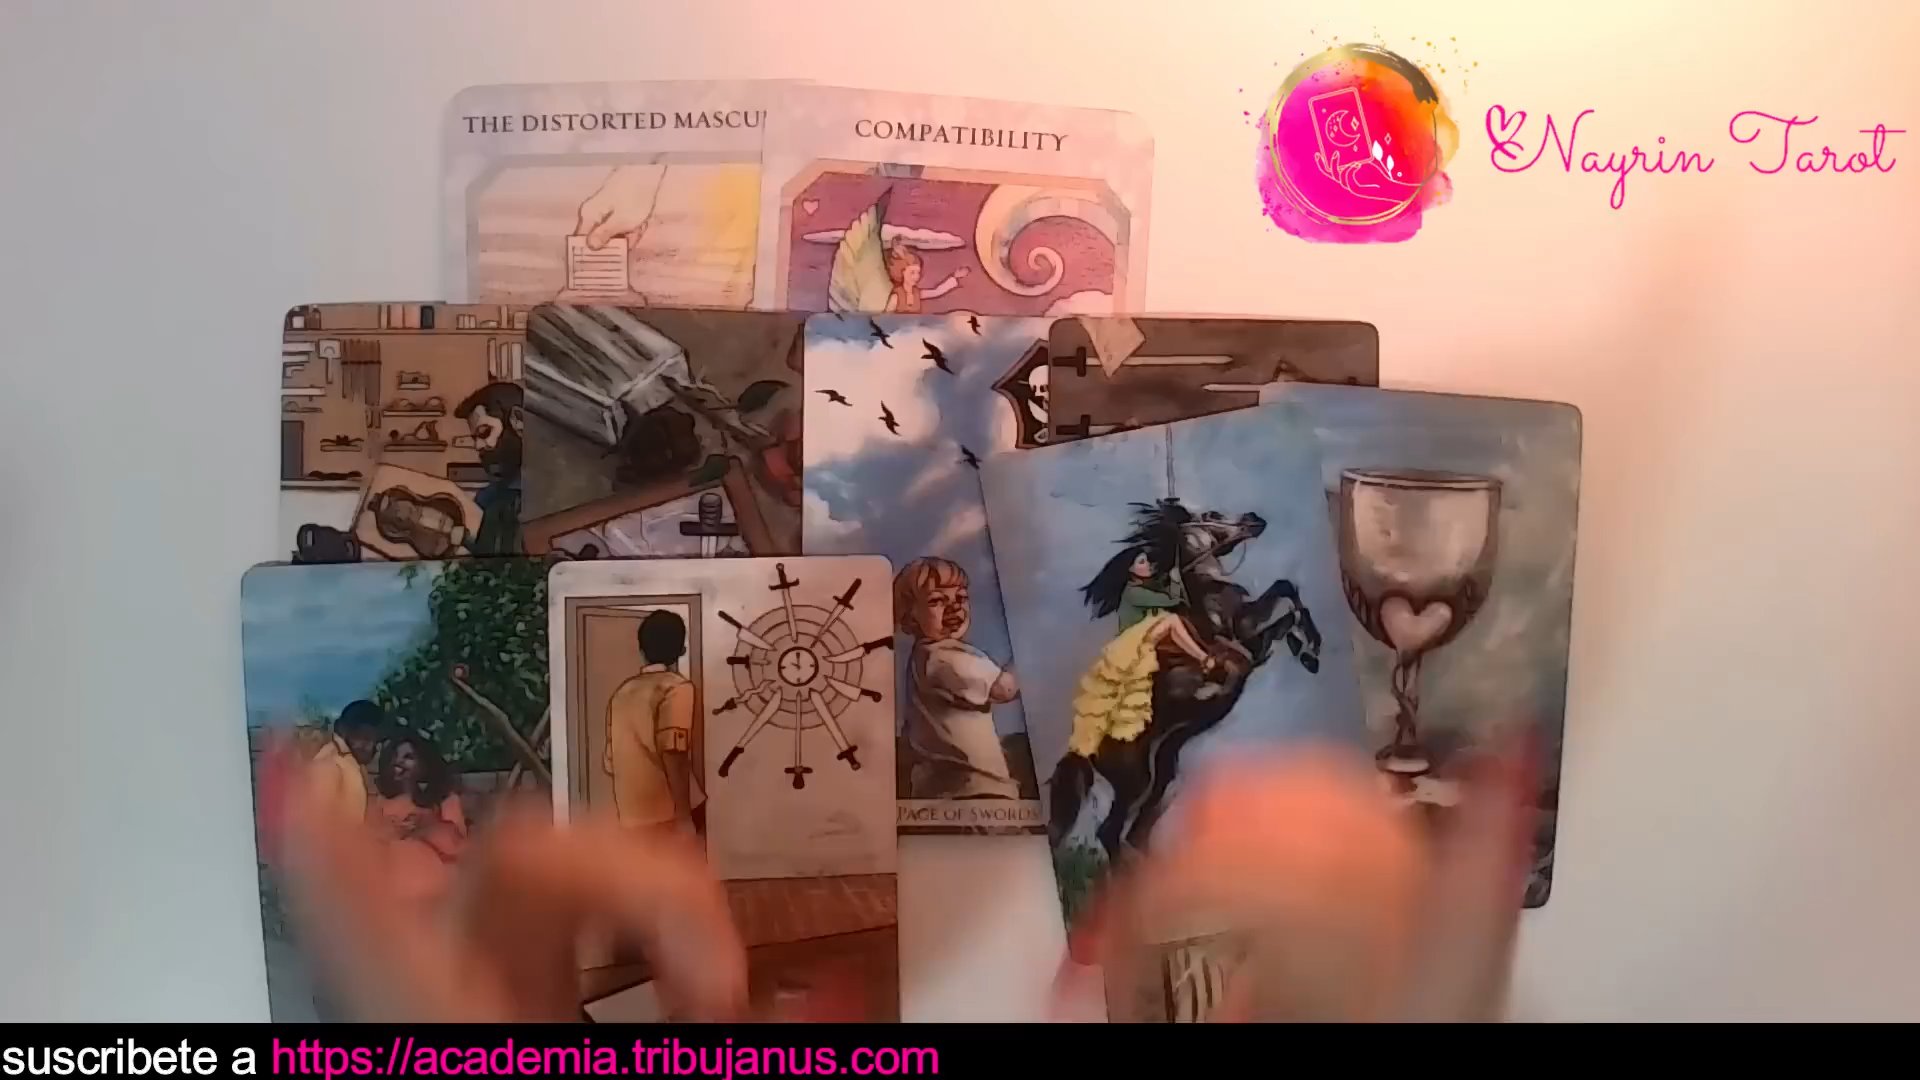 THE DISTORTED MASCU
COMPATIBILITY
Nayrin Tarot
PAGE OF SWORDS
suscribete a https://academia.tribujanus.com